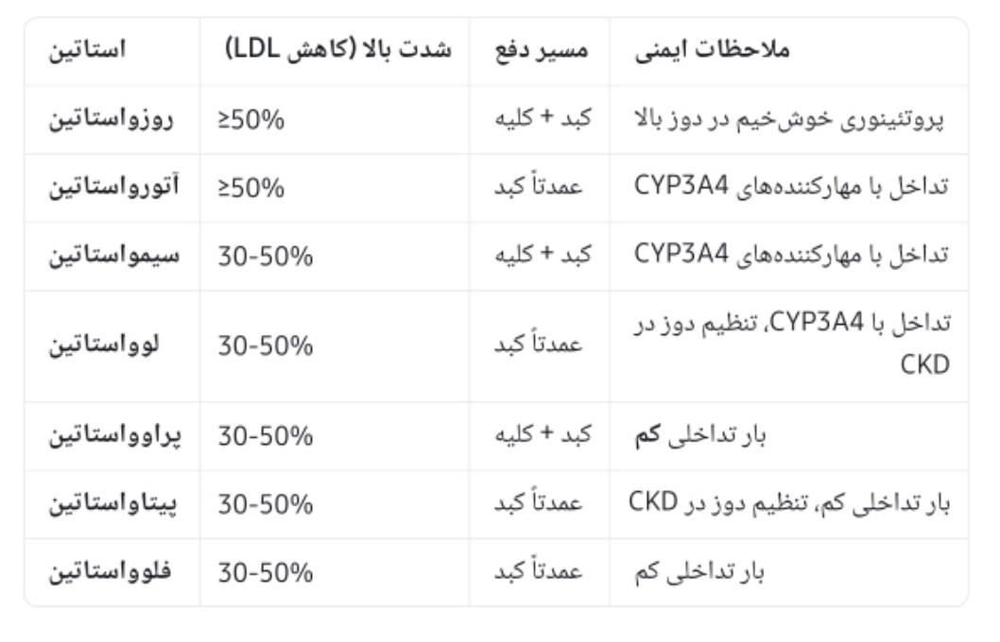 استاتین	شدت بالا (کاهش LDL)	مسیر دفع	ملاحظات ایمنی
روزواستاتین	≥50%	کبد + کلیه	پروتئینوری خوش‌خیم در دوز بالا
آتورواستاتین	≥50%	عمدتاً کبد	تداخل با مهارکننده‌های CYP3A4
سیمواستاتین	30-50%	کبد + کلیه	تداخل با مهارکننده‌های CYP3A4
لوواستاتین	30-50%	عمدتاً کبد	تداخل با CYP3A4، تنظیم دوز در
CKD
پراوواستاتین	30-50%	کبد + کلیه	بار تداخلی کم
پیتاواستاتین	30-50%	عمدتاً کبد	بار تداخلی کم، تنظیم دوز در CKD
فلوواستاتین	30-50%	عمدتاً کبد	بار تداخلی کم